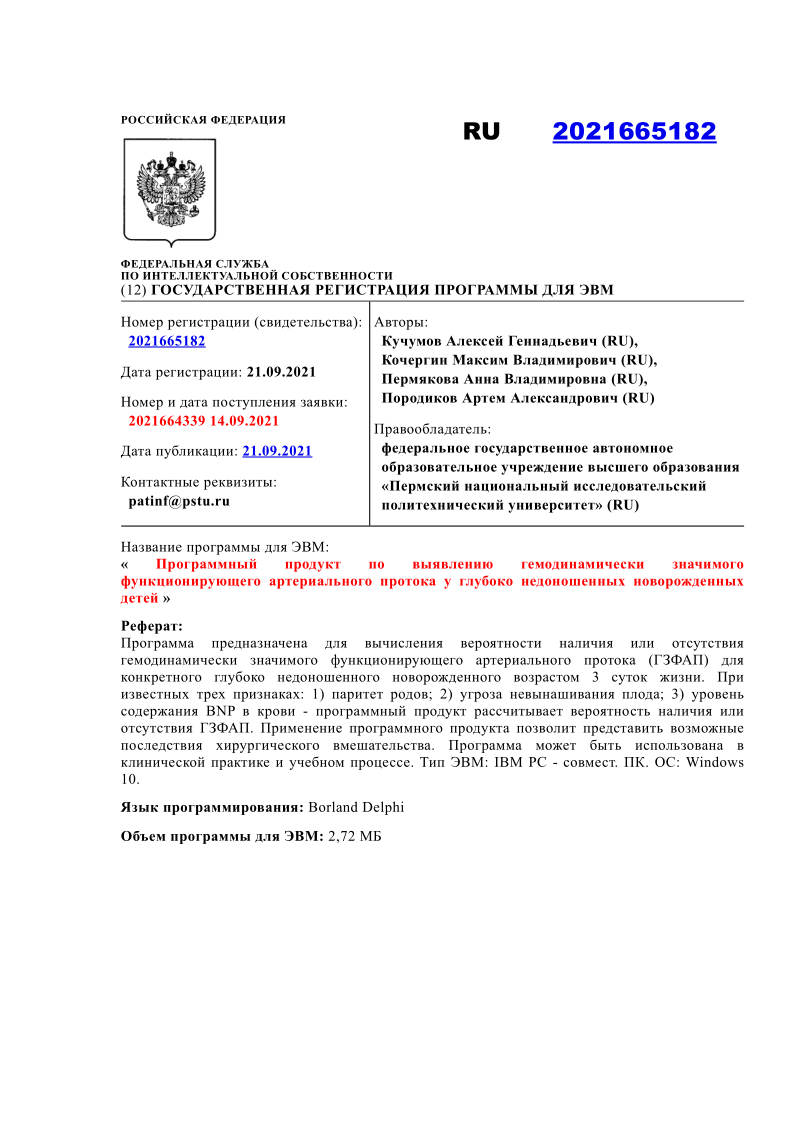 РОССИЙСКАЯ ФЕДЕРАЦИЯ
RU 2021665182
ФЕДЕРАЛЬНАЯ СЛУЖБА
ПО ИНТЕЛЛЕКТУАЛЬНОЙ СОБСТВЕННОСТИ
(12) ГОСУДАРСТВЕННАЯ РЕГИСТРАЦИЯ ПРОГРАММЫ ДЛЯ ЭВМ
Номер регистрации (свидетельства):
2021665182
Дата регистрации: 21.09.2021
Номер и дата поступления заявки:
2021664339 14.09.2021
Дата публикации: 21.09.2021
Контактные реквизиты:
patinf@pstu.ru
Авторы:
Кучумов Алексей Геннадьевич (RU),
Кочергин Максим Владимирович (RU),
Пермякова Анна Владимировна (RU),
Породиков Артем Александрович (RU)
Правообладатель:
федеральное государственное автономное
образовательное учреждение высшего образования
«Пермский национальный исследовательский
политехнический университет» (RU)
Название программы для ЭВМ:
« Программный продукт по выявлению гемодинамически значимого
функционирующего артериального протока у глубоко недоношенных новорожденных
детей »
Реферат:
Программа предназначена для вычисления вероятности наличия или отсутствия
гемодинамически значимого функционирующего артериального протока (ГЗФАП) для
конкретного глубоко недоношенного новорожденного возрастом 3 суток жизни. При
известных трех признаках: 1) паритет родов; 2) угроза невынашивания плода; 3) уровень
содержания BNP в крови - программный продукт рассчитывает вероятность наличия или
отсутствия ГЗФАП. Применение программного продукта позволит представить возможные
последствия хирургического вмешательства. Программа может быть использована в
клинической практике и учебном процессе. Тип ЭВМ: IBM PC - совмест. ПК. ОС: Windows
10.
Язык программирования: Borland Delphi
Объем программы для ЭВМ: 2,72 МБ